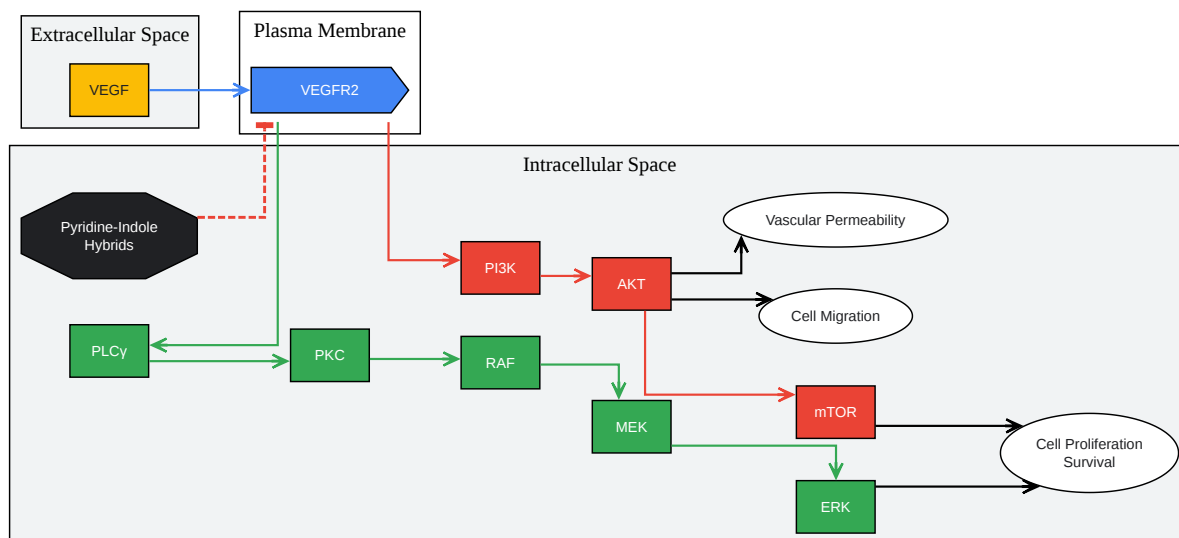 Extracellular Space
Plasma Membrane
VEGF
VEGFR2
Intracellular Space
Pyridine-Indole
Hybrids
Vascular Permeability
PI3K
AKT
Cell Migration
PLCγ
PKC
RAF
mTOR
MEK
Cell Proliferation
Survival
ERK